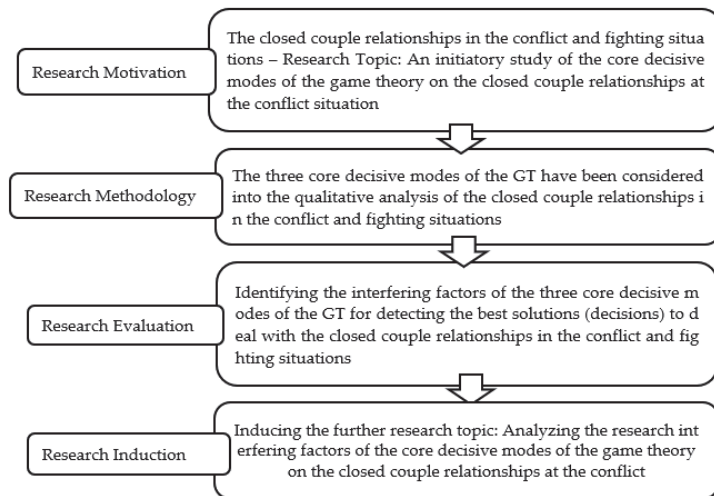 Research Motivation
The closed couple relationships in the conflict and fighting situa
tions – Research Topic: An initiatory study of the core decisive
modes of the game theory on the closed couple relationships at
the conflict situation
Research Methodology
The three core decisive modes of the GT have been considered
into the qualitative analysis of the closed couple relationships i
n the conflict and fighting situations
Research Evaluation
Identifying the interfering factors of the three core decisive m
odes of the GT for detecting the best solutions (decisions) to d
eal with the closed couple relationships in the conflict and fig
hting situations
Research Induction
Inducing the further research topic: Analyzing the research int
erfering factors of the core decisive modes of the game theory
on the closed couple relationships at the conflict